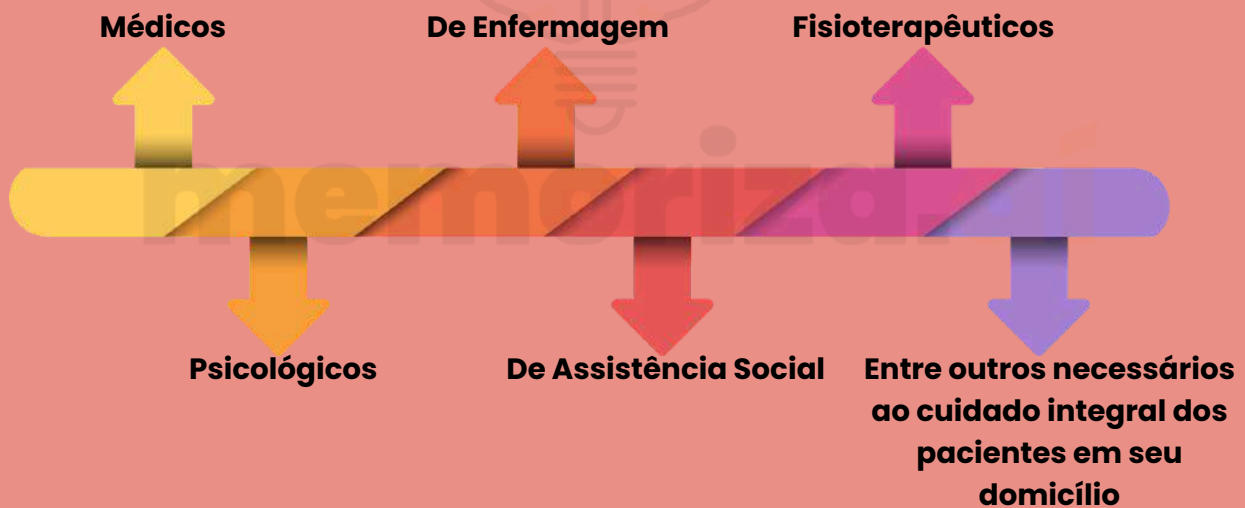 Médicos
De Enfermagem
Fisioterapêuticos
memoriza.aí
Psicológicos
De Assistência Social
Entre outros necessários
ao cuidado integral dos
pacientes em seu
domicílio